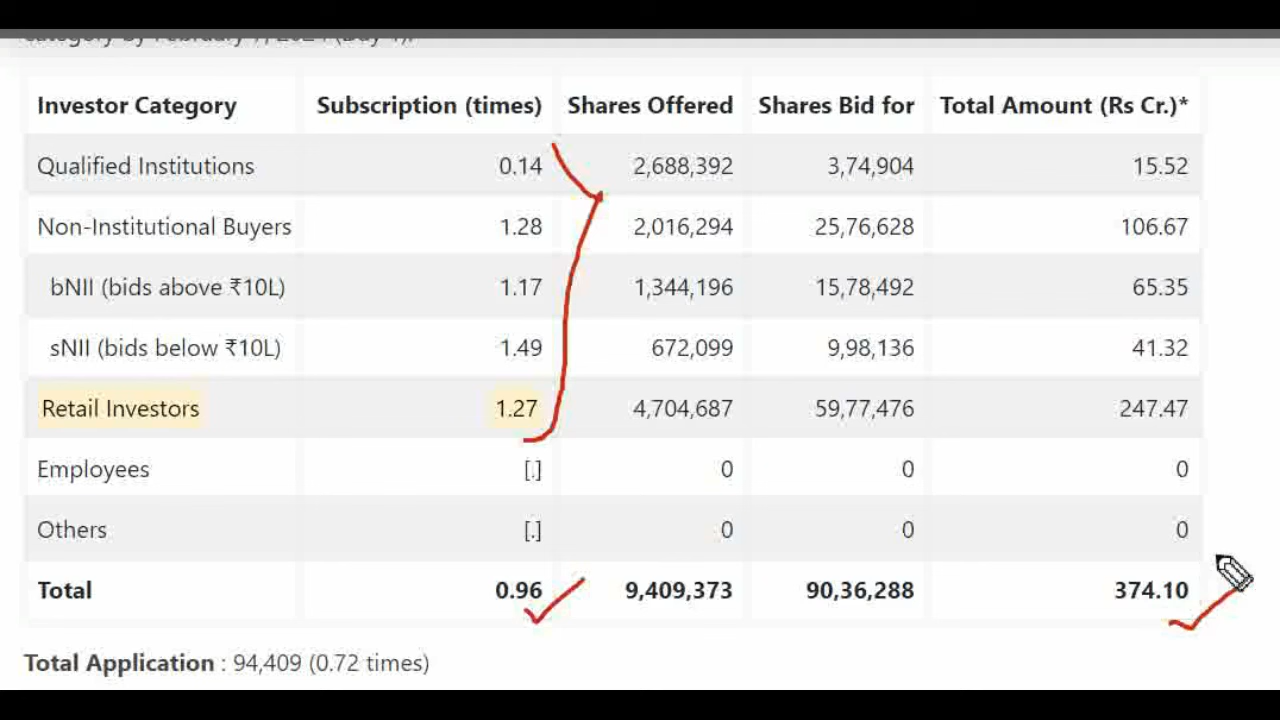 Investor Category Subscription (times) Shares Offered Shares Bid for Total Amount (Rs Cr.)*
Qualified Institutions 0.14 2,688,392 3,74,904 15.52
Non-Institutional Buyers 1.28 2,016,294 25,76,628 106.67
bNII (bids above ₹10L) 1.17 1,344,196 15,78,492 65.35
sNII (bids below ₹10L) 1.49 672,099 9,98,136 41.32
Retail Investors 1.27 4,704,687 59,77,476 247.47
Employees [.] 0 0 0
Others [.] 0 0 0
Total 0.96 9,409,373 90,36,288 374.10
Total Application : 94,409 (0.72 times)